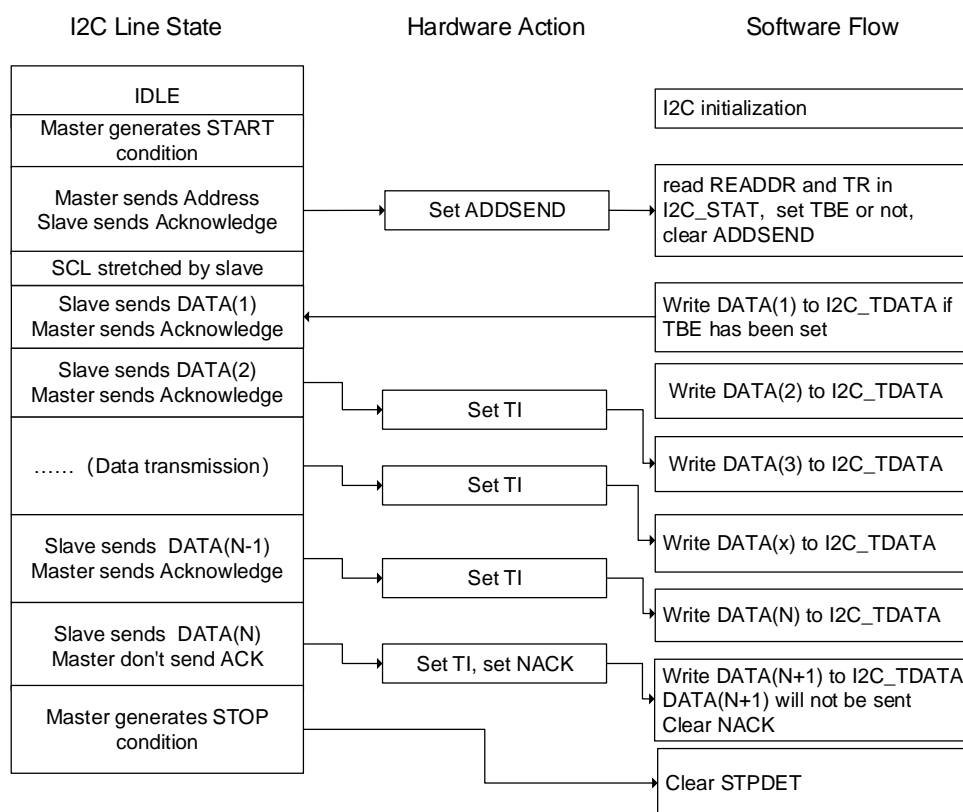 I2C Line State
Hardware Action
Software Flow
IDLE
I2C initialization
Master generates START
condition
Master sends Address
Slave sends Acknowledge
Set ADDSEND
read READDR and TR in
I2C_STAT, set TBE or not,
clear ADDSEND
SCL stretched by slave
Slave sends DATA(1)
Master sends Acknowledge
Write DATA(1) to I2C_TDATA if
TBE has been set
Slave sends DATA(2)
Master sends Acknowledge
Set TI
Write DATA(2) to I2C_TDATA
…… (Data transmission)
Set TI
Write DATA(3) to I2C_TDATA
Write DATA(x) to I2C_TDATA
Slave sends DATA(N-1)
Master sends Acknowledge
Set TI
Write DATA(N) to I2C_TDATA
Slave sends DATA(N)
Master don't send ACK
Set TI, set NACK
Write DATA(N+1) to I2C_TDATA
DATA(N+1) will not be sent
Clear NACK
Master generates STOP
condition
Clear STPDET